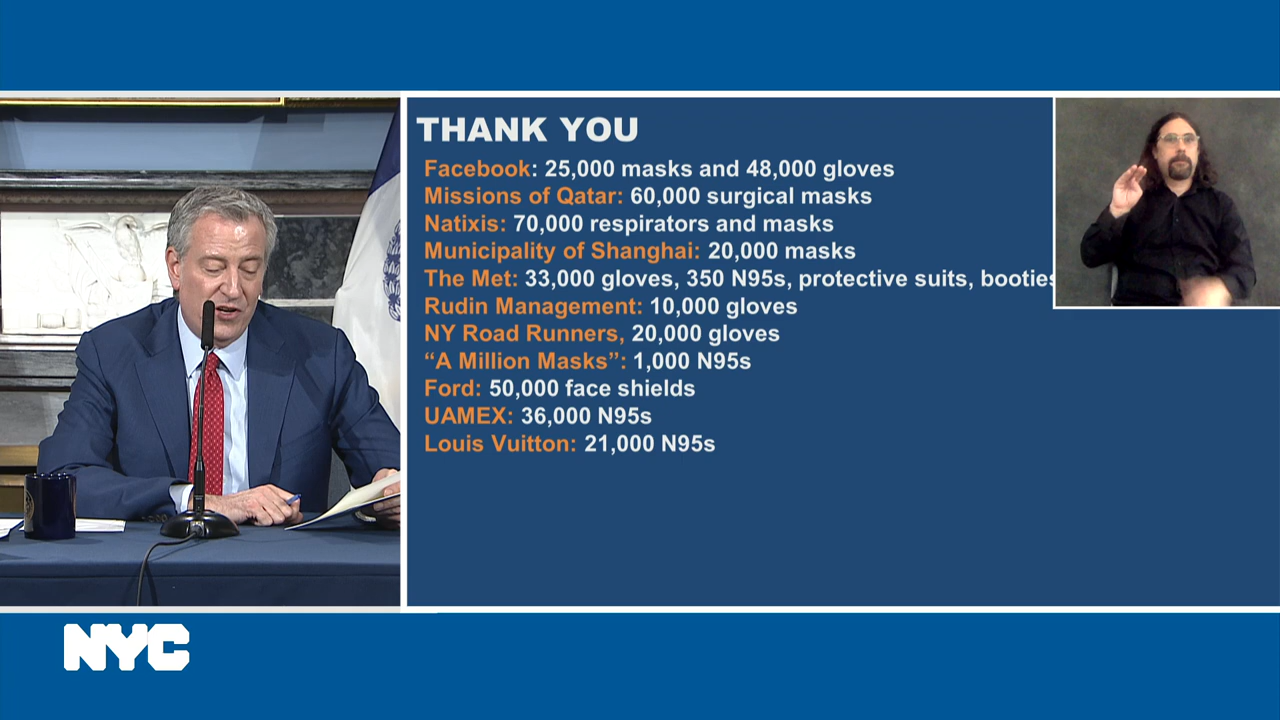 THANK YOU
Facebook: 25,000 masks and 48,000 gloves
Missions of Qatar: 60,000 surgical masks
Natixis: 70,000 respirators and masks
Municipality of Shanghai: 20,000 masks
The Met: 33,000 gloves, 350 N95s, protective suits, booties
Rudin Management: 10,000 gloves
NY Road Runners, 20,000 gloves
“A Million Masks”: 1,000 N95s
Ford: 50,000 face shields
UAMEX: 36,000 N95s
Louis Vuitton: 21,000 N95s
NYC